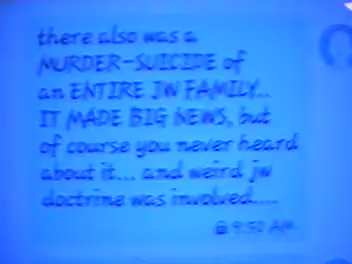 there also was a
MURDER-SUICIDE of
an ENTIRE JW FAMILY..
IT MADE BIG NEWS, but
of course you never heard
about it... and weird jw
doctrine was involved....
@ 9:50 AM